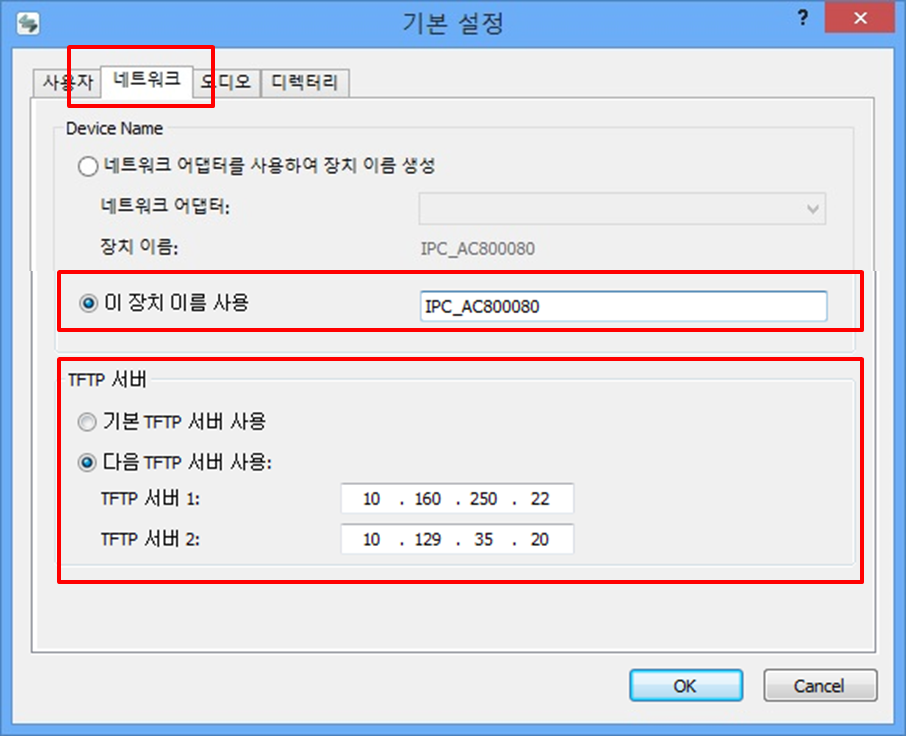 기본 설정
?
사용자 네트워크 오디오 디렉터리
Device Name
네트워크 어댑터를 사용하여 장치 이름 생성
네트워크 어댑터:
장치 이름: IPC_AC800080
이 장치 이름 사용 IPC_AC800080
TFTP 서버
기본 TFTP 서버 사용
다음 TFTP 서버 사용:
TFTP 서버 1: 10 . 160 . 250 . 22
TFTP 서버 2: 10 . 129 . 35 . 20
OK Cancel